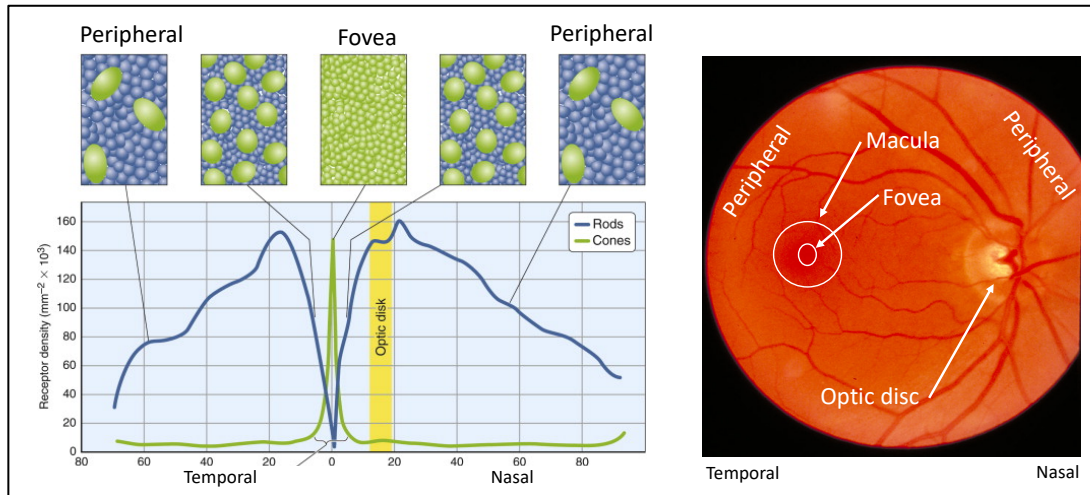 Peripheral
Fovea
Peripheral
160
140
120
100
80
60
40
20
0
Receptor density (mm–2 × 103)
Rods
Cones
Optic disk
80
60
40
20
0
20
40
60
80
Temporal
Nasal
Peripheral
Macula
Fovea
Peripheral
Optic disc
Temporal
Nasal